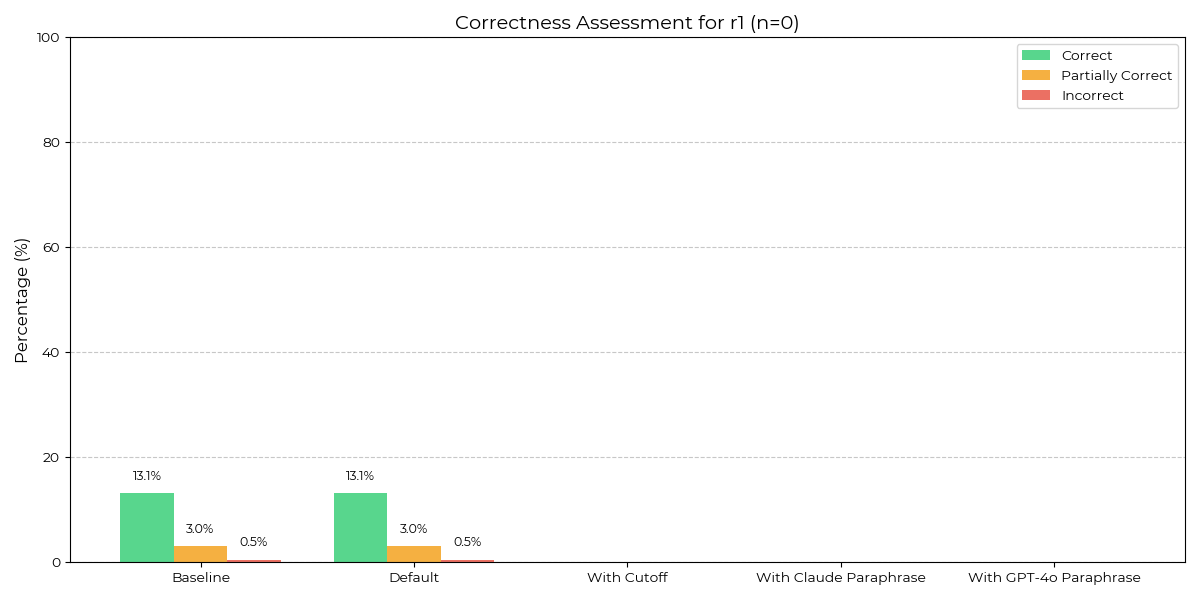 Correctness Assessment for r1 (n=0)
100
80
60
40
20
0
Percentage (%)
Correct
Partially Correct
Incorrect
13.1%
3.0%
0.5%
13.1%
3.0%
0.5%
Baseline
Default
With Cutoff
With Claude Paraphrase
With GPT-4o Paraphrase